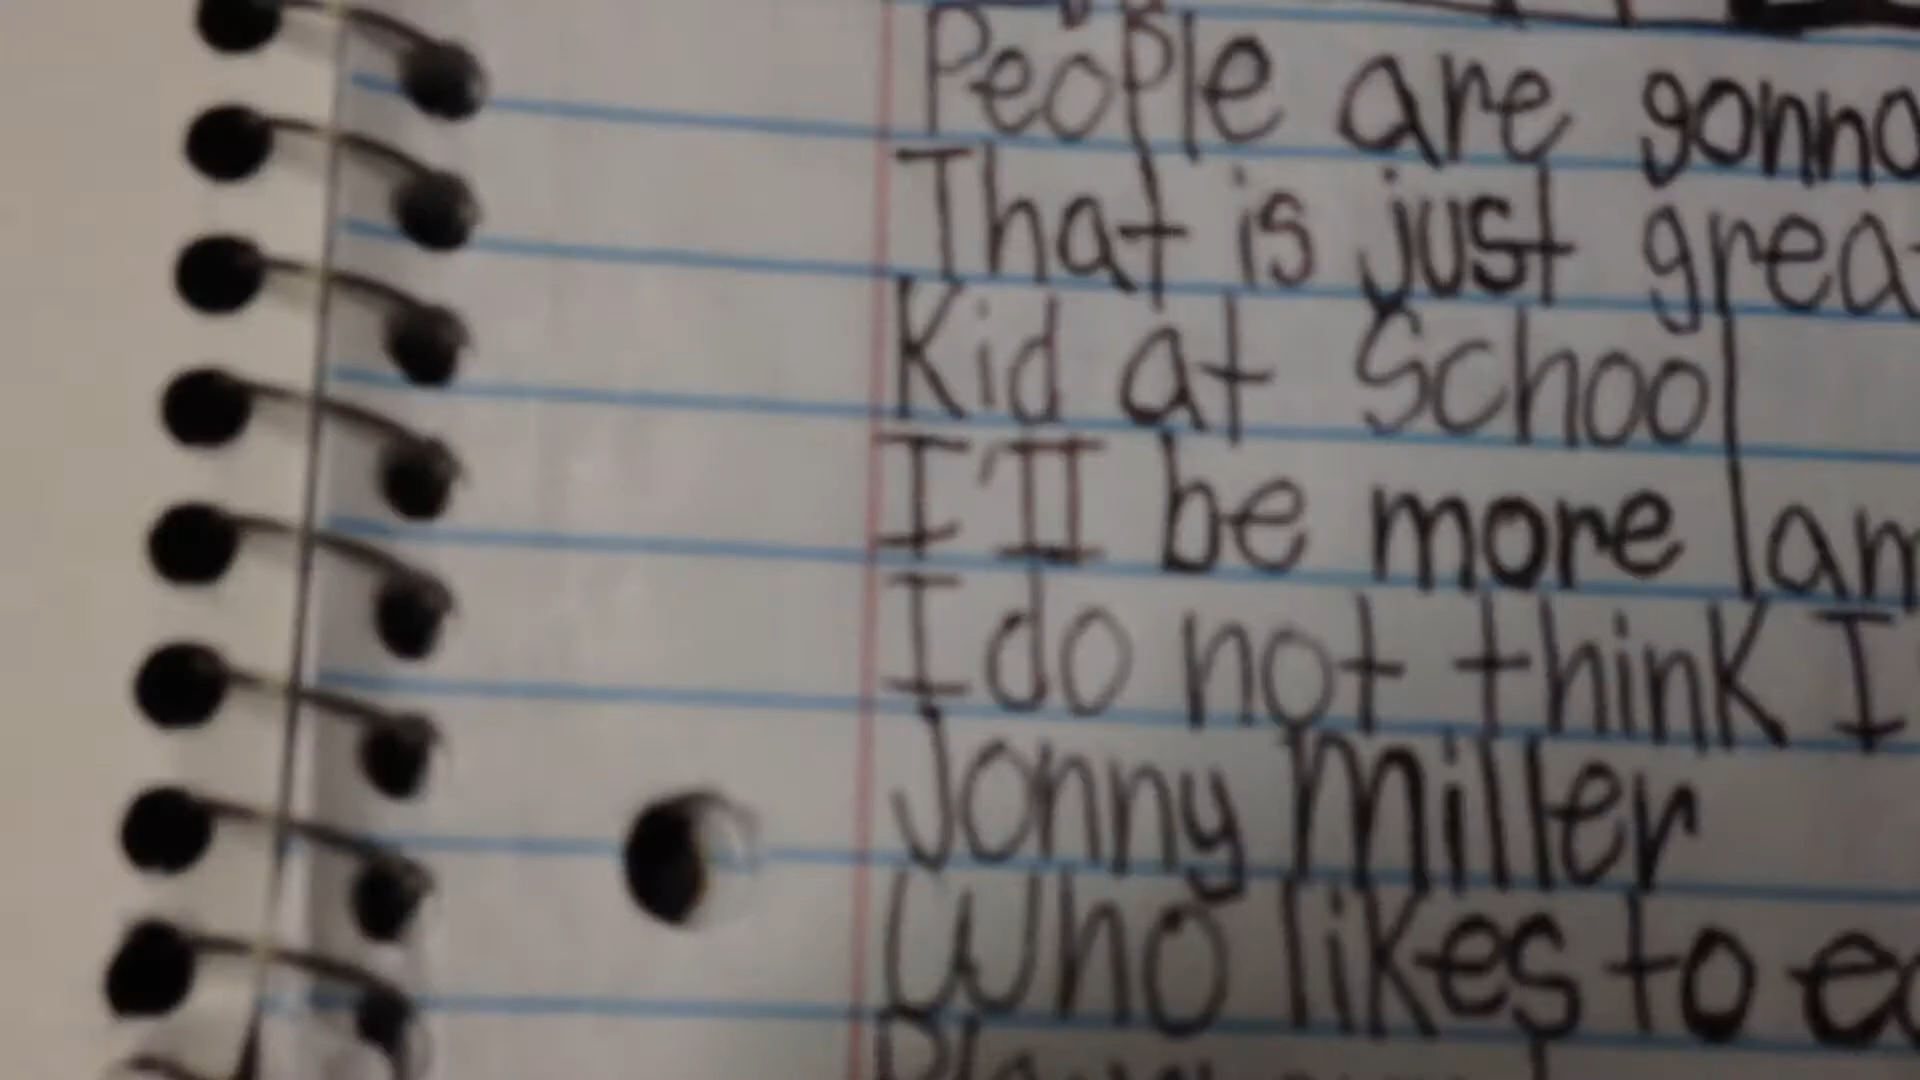 People are gonna
That is just grea
Kid at School
I'll be more lam
I do not think I
Jonny Miller
Who likes to ea